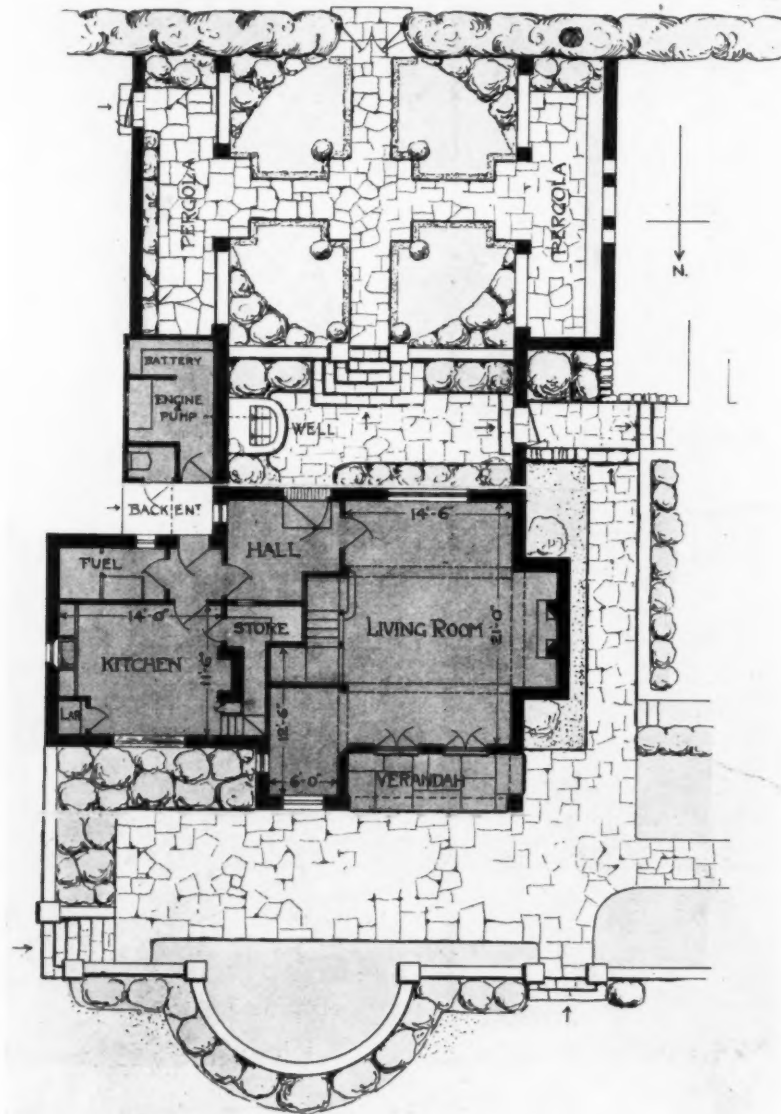 PERGOLA
PERGOLA
N.
BATTERY
ENGINE
&
PUMP
WELL
BACK ENT
14'-6"
HALL
FUEL
14'-0"
STORE
LIVING ROOM
21'-0"
KITCHEN
11'-6"
LAR
12'-6"
6'-0"
VERANDAH